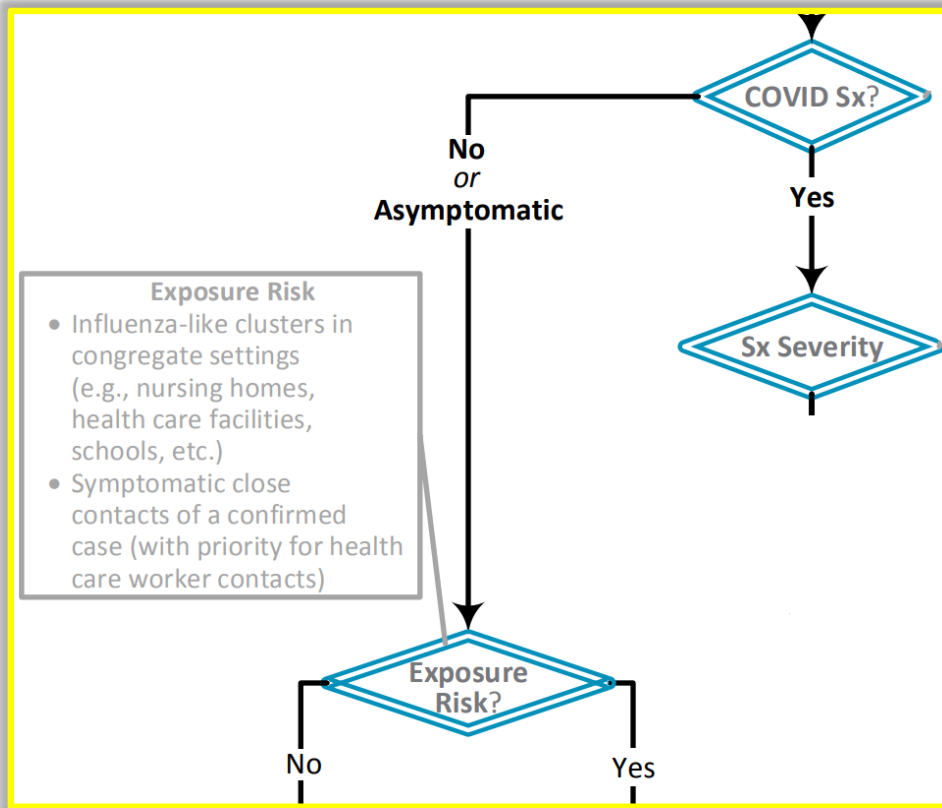 COVID Sx?
No
or
Asymptomatic
Yes
Exposure Risk
• Influenza-like clusters in
congregate settings
(e.g., nursing homes,
health care facilities,
schools, etc.)
• Symptomatic close
contacts of a confirmed
case (with priority for health
care worker contacts)
Sx Severity
Exposure
Risk?
No
Yes